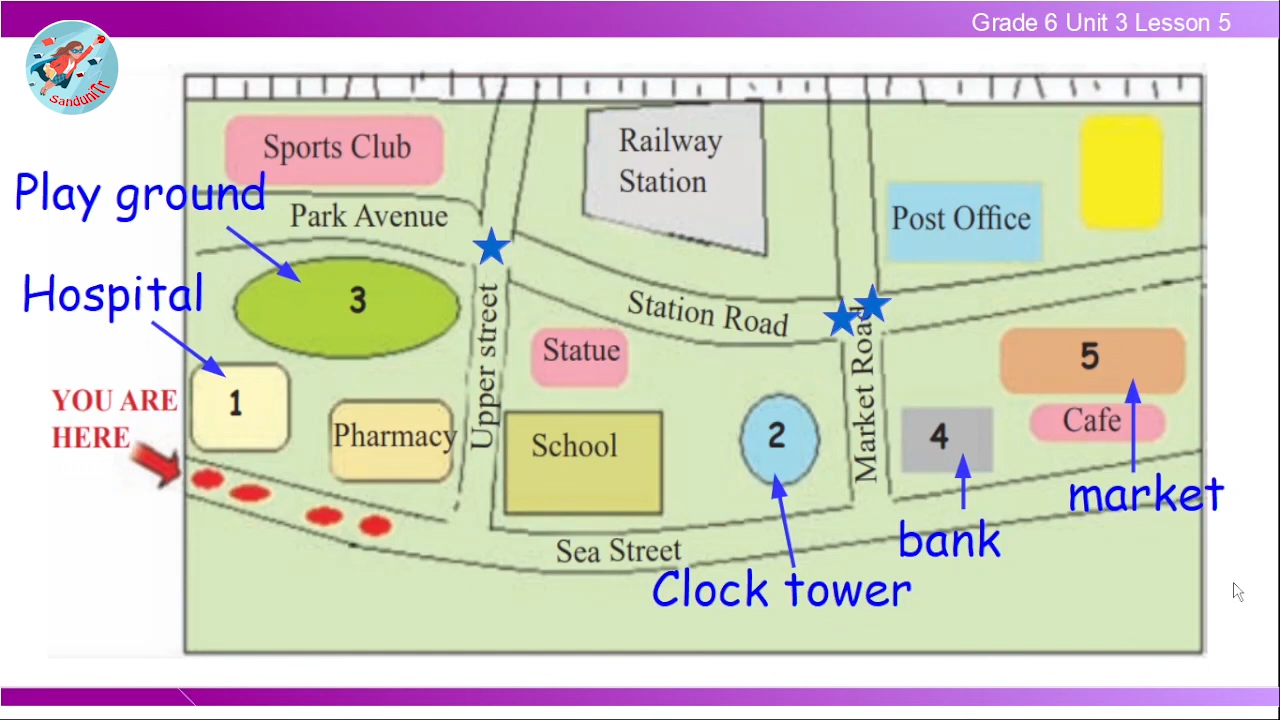 Grade 6 Unit 3 Lesson 5
SanduniTT
Sports Club
Railway
Station
Play ground
Park Avenue
Post Office
Hospital
3
Upper street
Station Road
Market Road
Statue
5
YOU ARE
HERE
1
Pharmacy
School
2
4
Cafe
market
bank
Sea Street
Clock tower